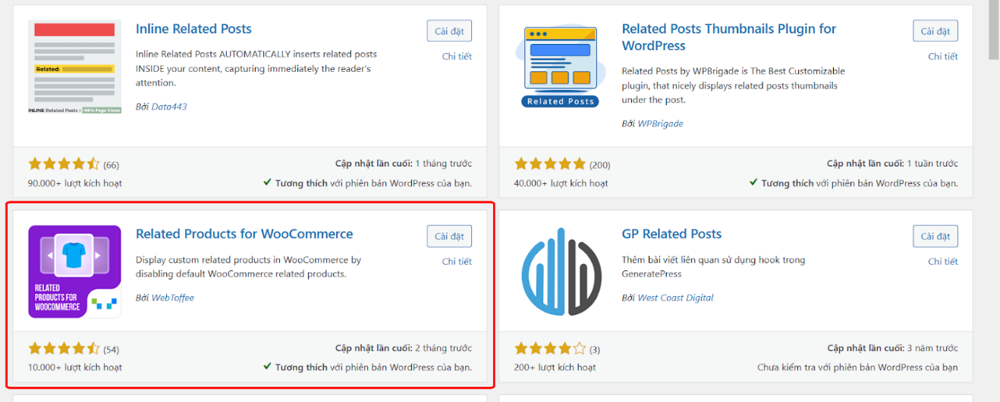 Inline Related Posts
Cài đặt
Chi tiết
Inline Related Posts AUTOMATICALLY inserts related posts
INSIDE your content, capturing immediately the reader's
attention.
Bởi Data443
Related:
INLINE Related Posts - +99% Page Views
(66)
Cập nhật lần cuối: 1 tháng trước
90.000+ lượt kích hoạt
Tương thích với phiên bản WordPress của bạn.
Related Posts Thumbnails Plugin for
WordPress
Cài đặt
Chi tiết
Related Posts by WPBrigade is The Best Customizable
plugin, that nicely displays related posts thumbnails
under the post.
Bởi WPBrigade
Related Posts
(200)
Cập nhật lần cuối: 1 tuần trước
40.000+ lượt kích hoạt
Tương thích với phiên bản WordPress của bạn.
Related Products for WooCommerce
Cài đặt
Chi tiết
Display custom related products in WooCommerce by
disabling default WooCommerce related products.
Bởi WebToffee
RELATED
PRODUCTS FOR
WOOCOMMERCE
(54)
Cập nhật lần cuối: 2 tháng trước
10.000+ lượt kích hoạt
Tương thích với phiên bản WordPress của bạn.
GP Related Posts
Cài đặt
Chi tiết
Thêm bài viết liên quan sử dụng hook trong
GeneratePress
Bởi West Coast Digital
(3)
Cập nhật lần cuối: 3 năm trước
200+ lượt kích hoạt
Chưa kiểm tra với phiên bản WordPress của bạn